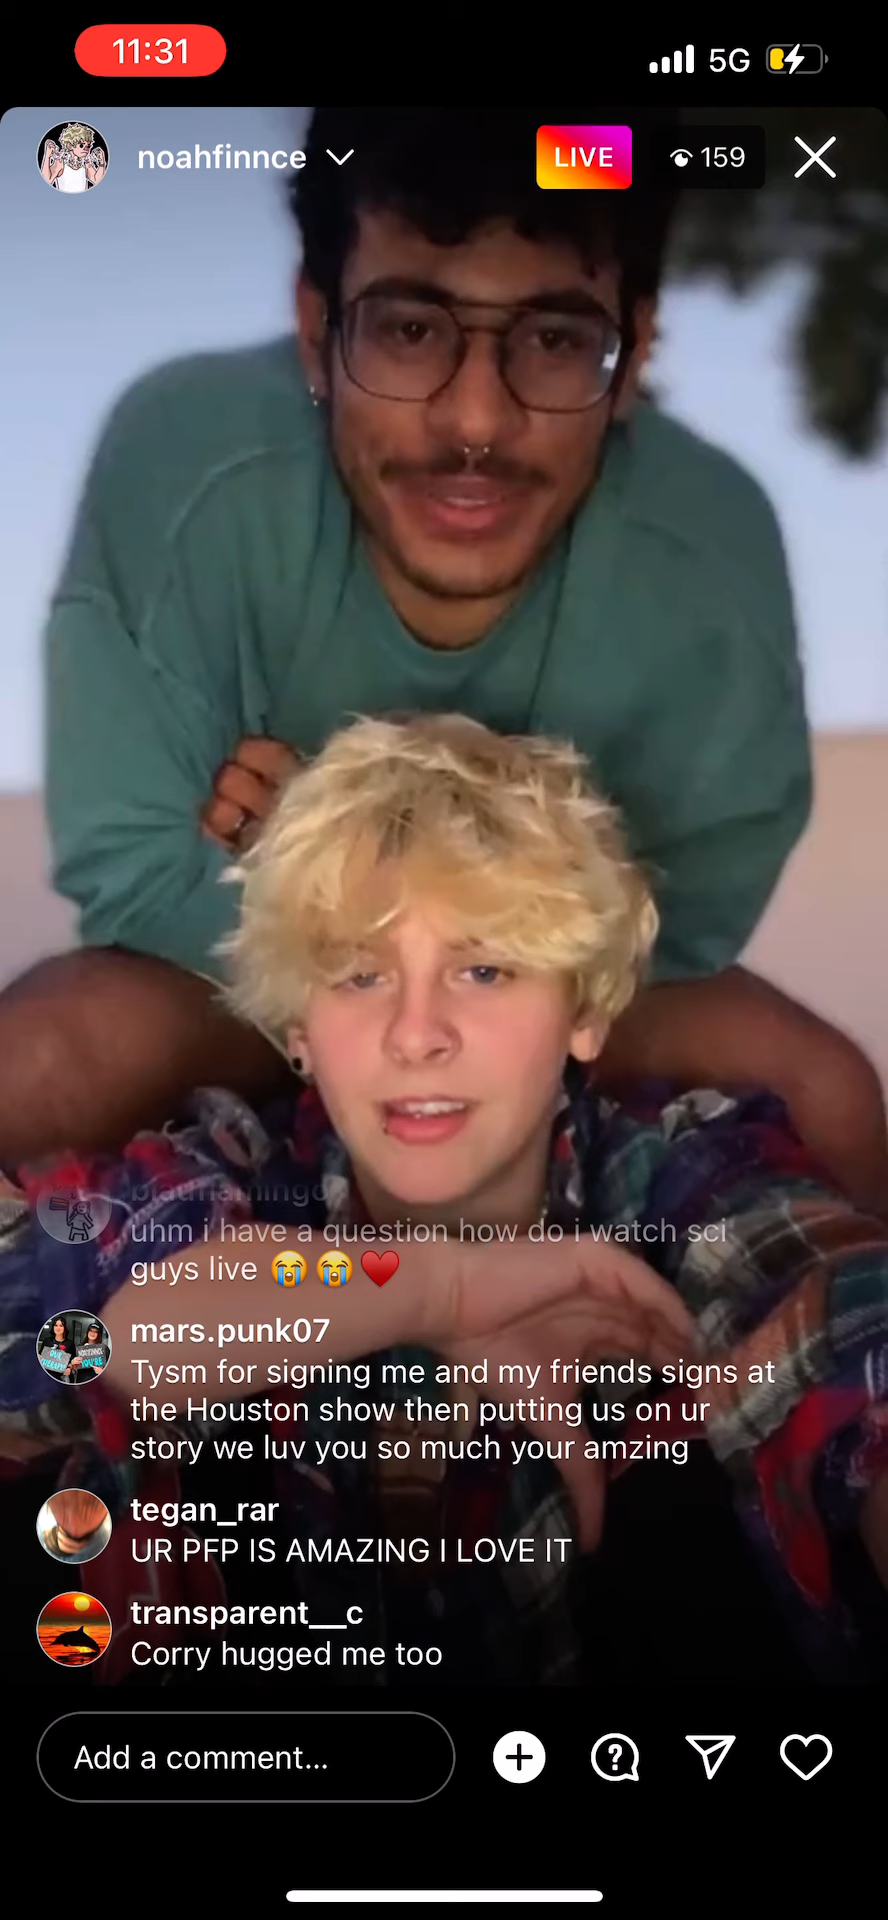 11:31
5G
noahfinnce
LIVE
159
blauflamingo
uhm i have a question how do i watch sci
guys live 😭😭♥️
mars.punk07
Tysm for signing me and my friends signs at
the Houston show then putting us on ur
story we luv you so much your amzing
tegan_rar
UR PFP IS AMAZING I LOVE IT
transparent__c
Corry hugged me too
Add a comment...